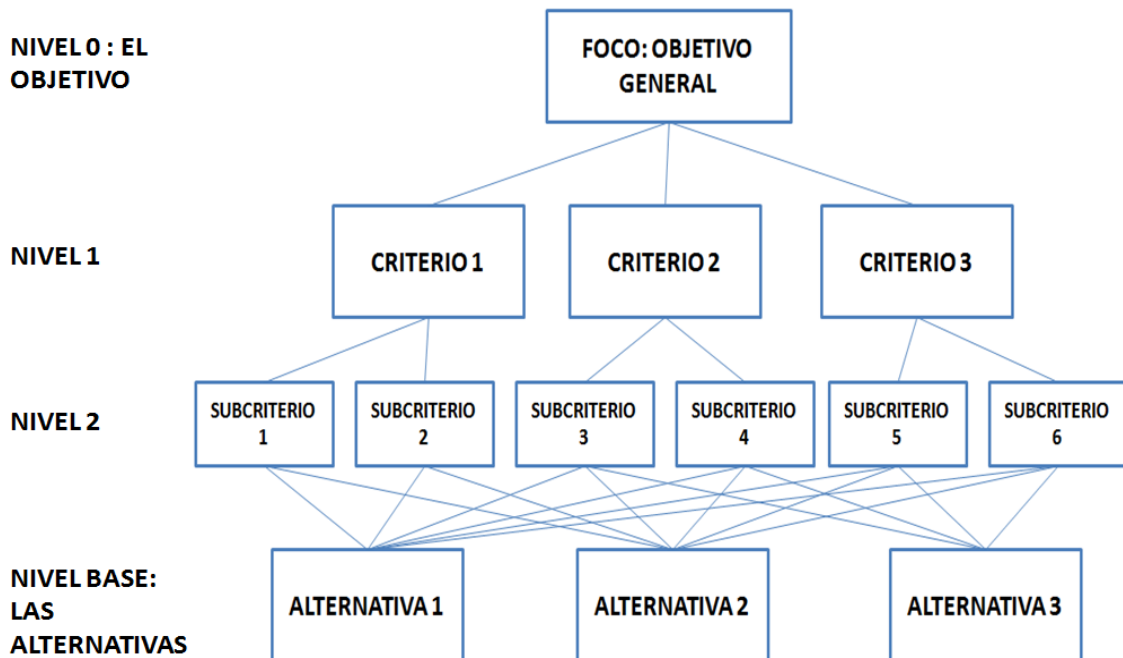 NIVEL 0 : EL
OBJETIVO
FOCO: OBJETIVO
GENERAL
NIVEL 1
CRITERIO 1
CRITERIO 2
CRITERIO 3
NIVEL 2
SUBCRITERIO
1
SUBCRITERIO
2
SUBCRITERIO
3
SUBCRITERIO
4
SUBCRITERIO
5
SUBCRITERIO
6
NIVEL BASE:
LAS
ALTERNATIVAS
ALTERNATIVA 1
ALTERNATIVA 2
ALTERNATIVA 3